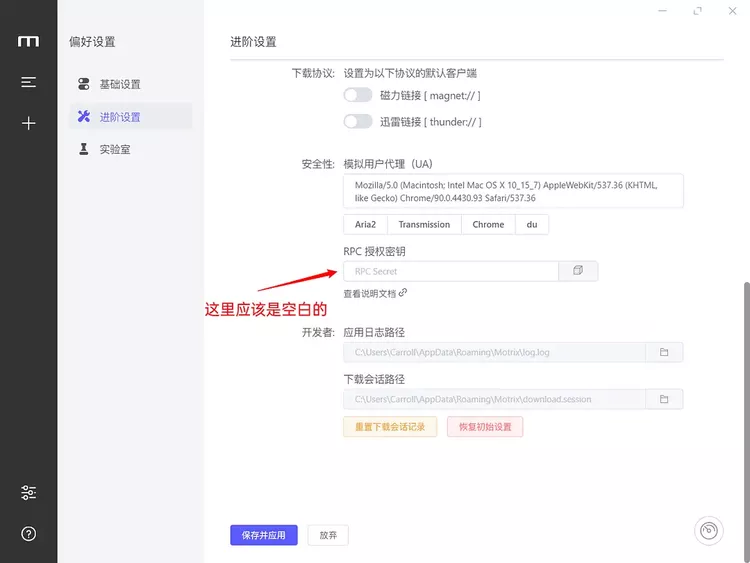 偏好设置
基础设置
进阶设置
实验室
进阶设置
下载协议: 设置为以下协议的默认客户端
磁力链接 [ magnet:// ]
迅雷链接 [ thunder:// ]
安全性: 模拟用户代理（UA）
Mozilla/5.0 (Macintosh; Intel Mac OS X 10_15_7) AppleWebKit/537.36 (KHTML,
like Gecko) Chrome/90.0.4430.93 Safari/537.36
Aria2 Transmission Chrome du
RPC 授权密钥
RPC Secret
查看说明文档
这里应该是空白的
开发者: 应用日志路径
C:\Users\Carroll\AppData\Roaming\Motrix\log.log
下载会话路径
C:\Users\Carroll\AppData\Roaming\Motrix\download.session
重置下载会话记录 恢复初始设置
保存并应用 放弃